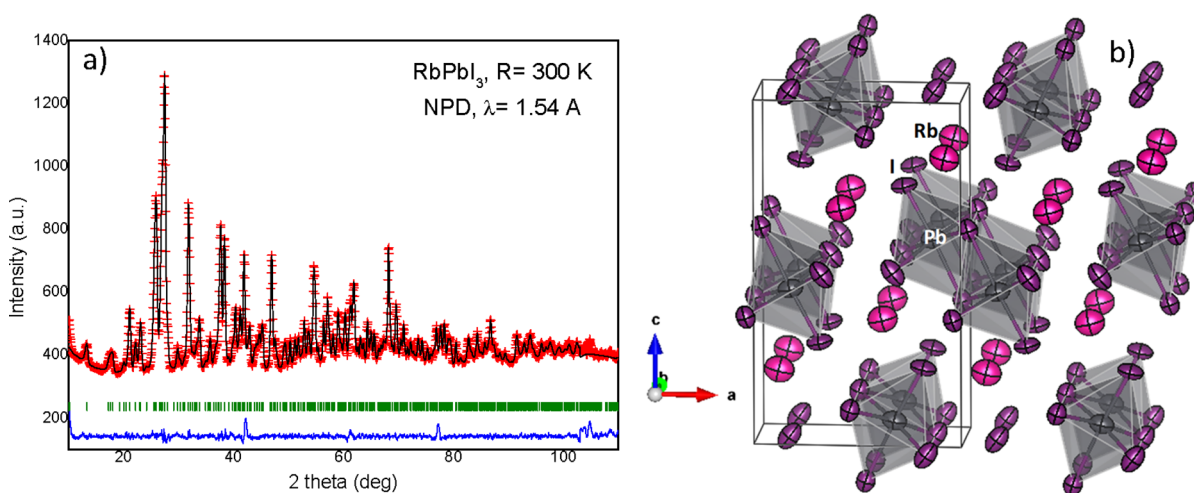 a)
RbPbI3, R= 300 K
NPD, λ= 1.54 A
1400
1200
1000
800
600
400
200
Intensity (a.u.)
20
40
60
80
100
2 theta (deg)
b)
Rb
I
Pb
c
b
a